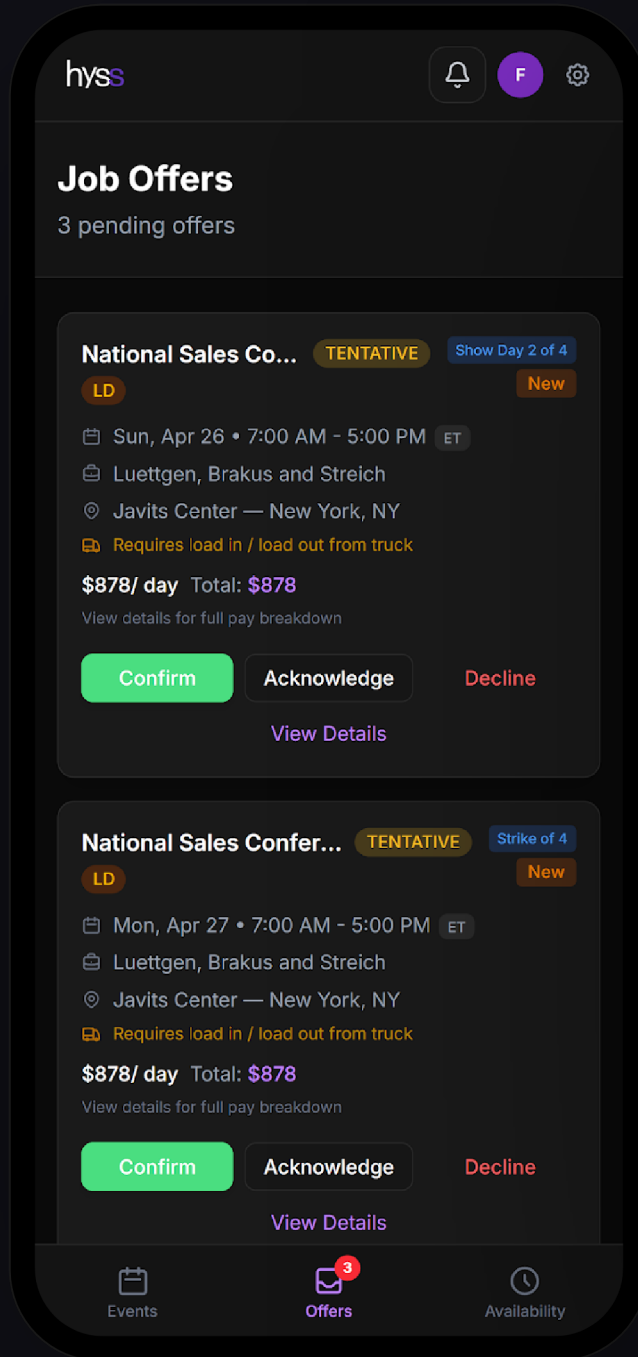 hyss
F
Job Offers
3 pending offers
National Sales Co... TENTATIVE Show Day 2 of 4
LD New
Sun, Apr 26 • 7:00 AM - 5:00 PM ET
Luettgen, Brakus and Streich
Javits Center — New York, NY
Requires load in / load out from truck
$878/ day Total: $878
View details for full pay breakdown
Confirm Acknowledge Decline
View Details
National Sales Confer... TENTATIVE Strike of 4
LD New
Mon, Apr 27 • 7:00 AM - 5:00 PM ET
Luettgen, Brakus and Streich
Javits Center — New York, NY
Requires load in / load out from truck
$878/ day Total: $878
View details for full pay breakdown
Confirm Acknowledge Decline
View Details
3
Events Offers Availability